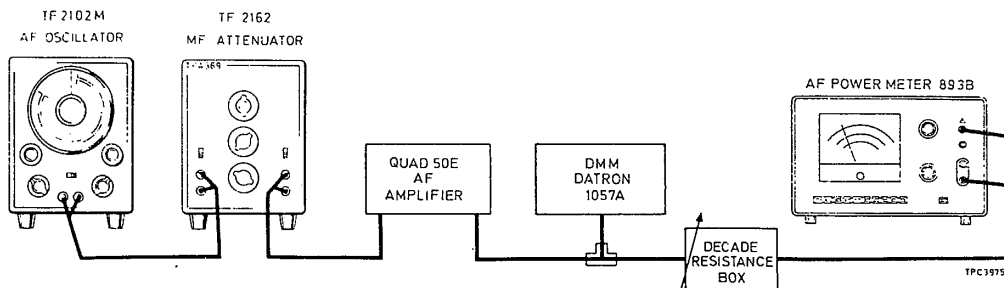 TF 2102M
AF OSCILLATOR
TF 2162
MF ATTENUATOR
AF POWER METER 893B
QUAD 50E
AF
AMPLIFIER
DMM
DATRON
1057A
DECADE
RESISTANCE
BOX
TPC3975